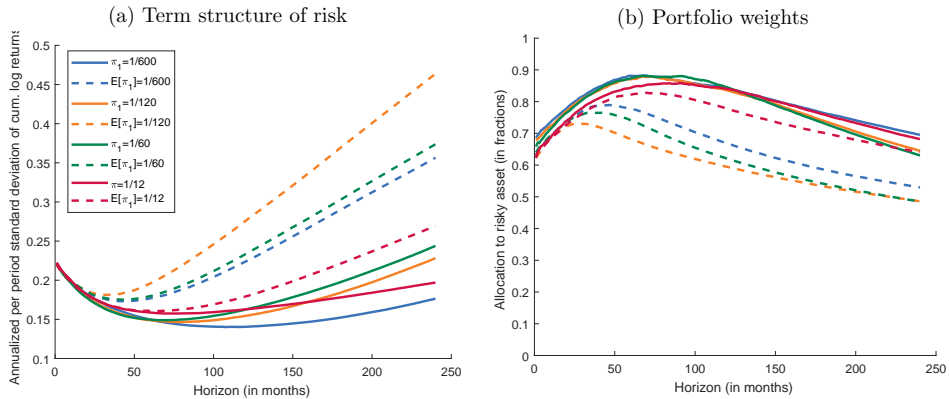 (a) Term structure of risk
Annualized per period standard deviation of cum. log returns
0.5
0.45
0.4
0.35
0.3
0.25
0.2
0.15
0.1
π₁=1/600
E[π₁]=1/600
π₁=1/120
E[π₁]=1/120
π₁=1/60
E[π₁]=1/60
π=1/12
E[π₁]=1/12
0 50 100 150 200 250
Horizon (in months)
(b) Portfolio weights
Allocation to risky asset (in fractions)
1
0.9
0.8
0.7
0.6
0.5
0.4
0.3
0.2
0.1
0
0 50 100 150 200 250
Horizon (in months)